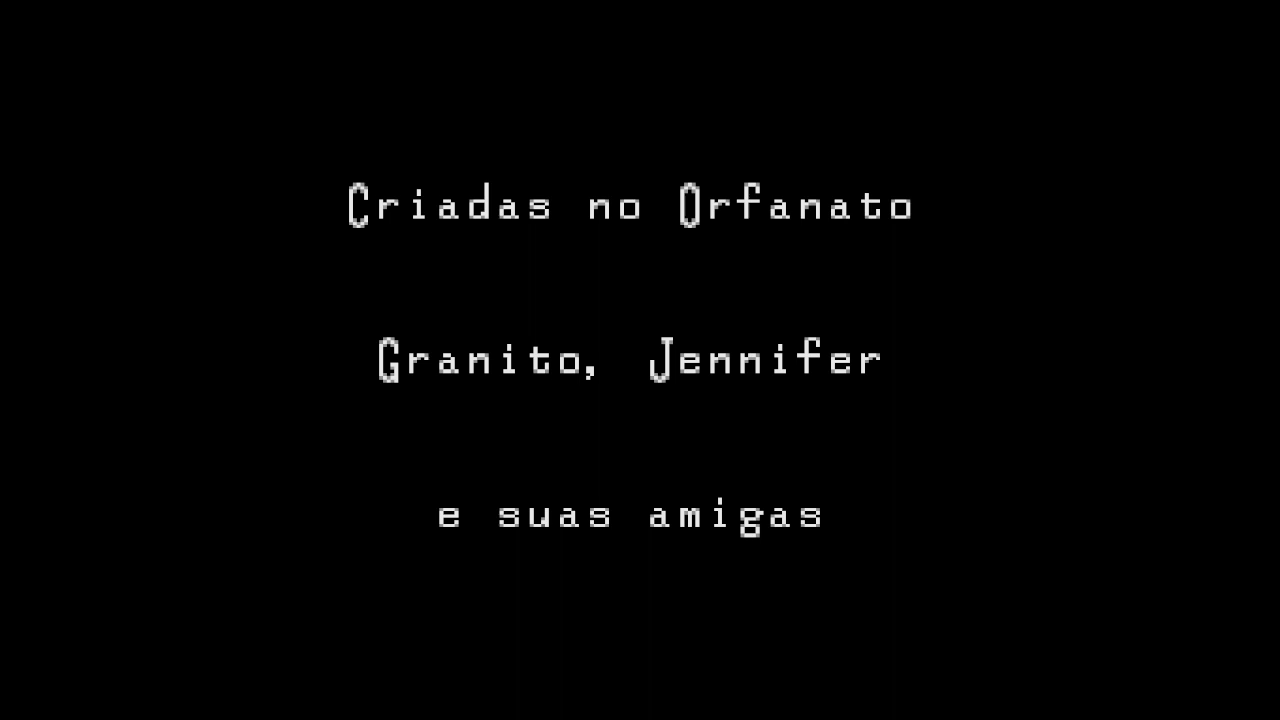 Criadas no Orfanato
Granito, Jennifer
e suas amigas